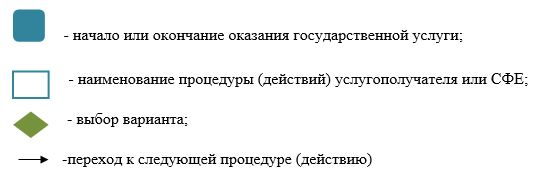 - начало или окончание оказания государственной услуги;
- наименование процедуры (действий) услугополучателя или СФЕ;
- выбор варианта;
-переход к следующей процедуре (действию)